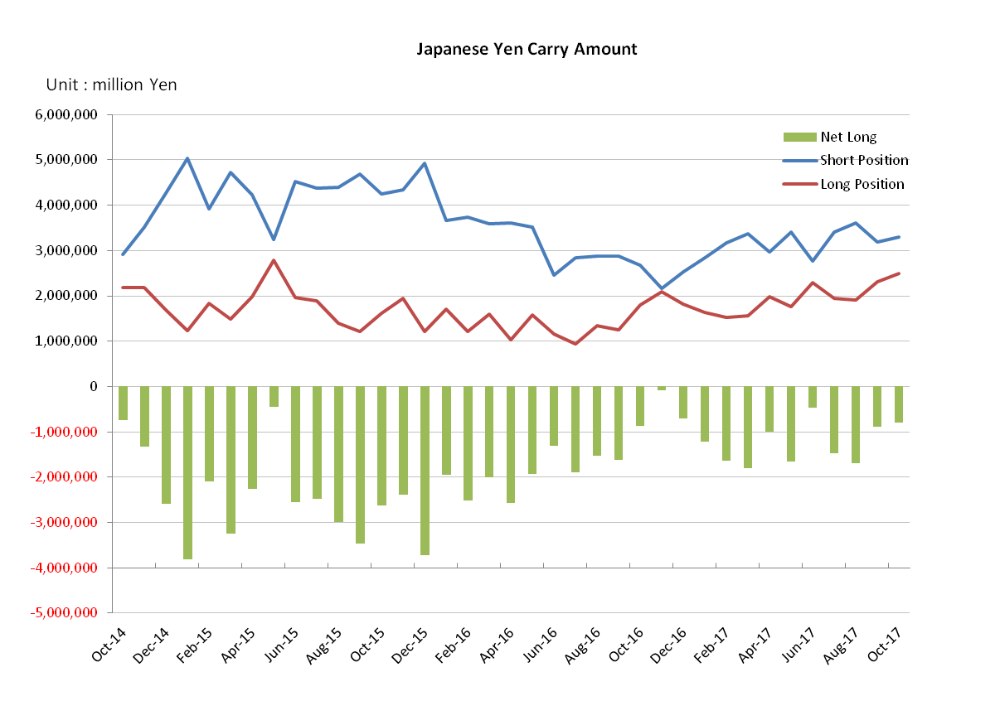 Japanese Yen Carry Amount
Unit : million Yen
6,000,000
5,000,000
4,000,000
3,000,000
2,000,000
1,000,000
0
-1,000,000
-2,000,000
-3,000,000
-4,000,000
-5,000,000
Net Long
Short Position
Long Position
Oct-14
Dec-14
Feb-15
Apr-15
Jun-15
Aug-15
Oct-15
Dec-15
Feb-16
Apr-16
Jun-16
Aug-16
Oct-16
Dec-16
Feb-17
Apr-17
Jun-17
Aug-17
Oct-17